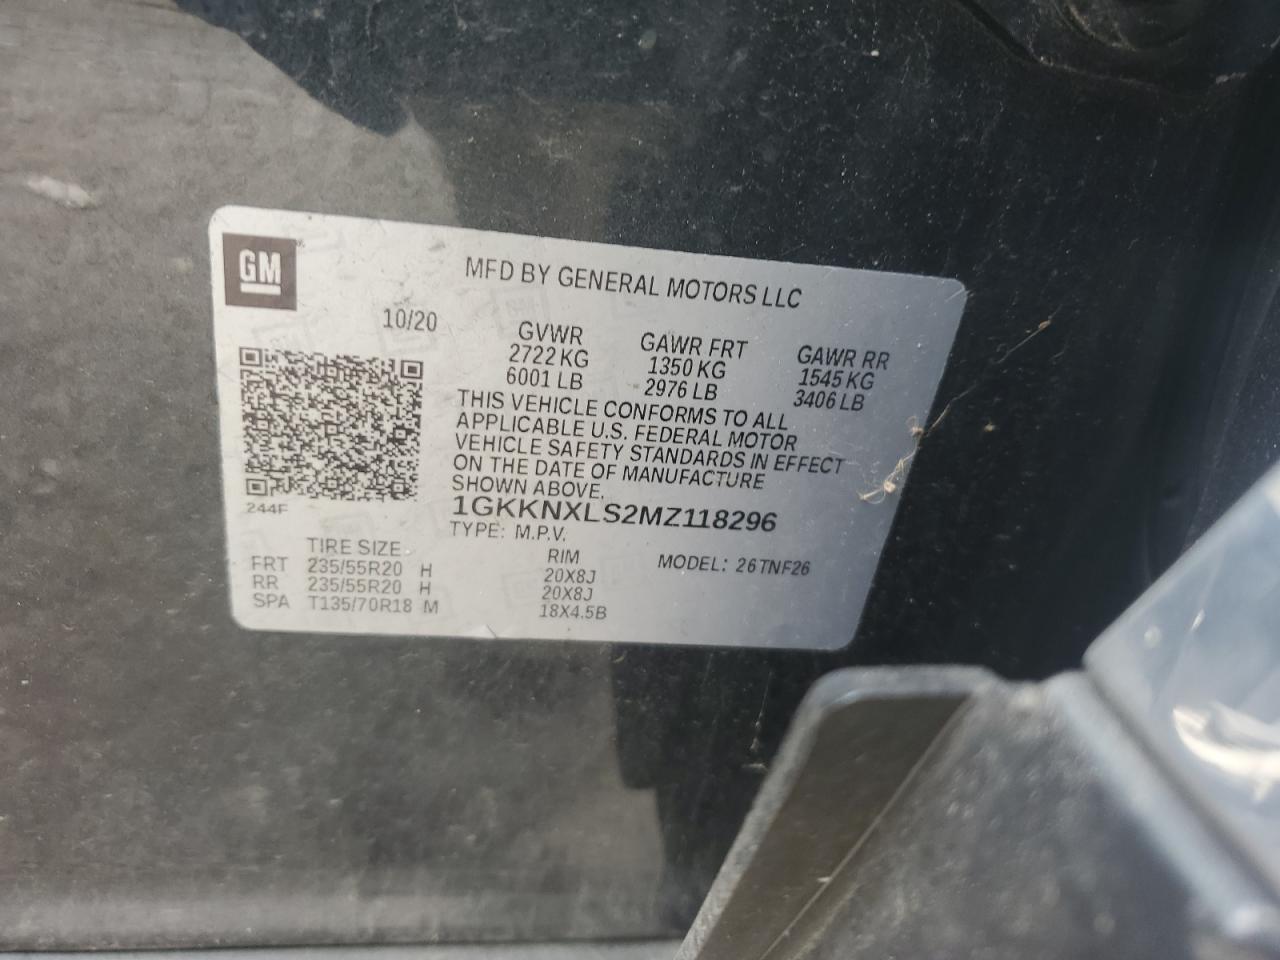 GM
MFD BY GENERAL MOTORS LLC
10/20
GVWR
2722 KG
6001 LB
GAWR FRT
1350 KG
2976 LB
GAWR RR
1545 KG
3406 LB
THIS VEHICLE CONFORMS TO ALL
APPLICABLE U.S. FEDERAL MOTOR
VEHICLE SAFETY STANDARDS IN EFFECT
ON THE DATE OF MANUFACTURE
SHOWN ABOVE.
244F
1GKKNXLS2MZ118296
TYPE: M.P.V.
MODEL: 26TNF26
TIRE SIZE RIM
FRT 235/55R20 H 20X8J
RR 235/55R20 H 20X8J
SPA T135/70R18 M 18X4.5B